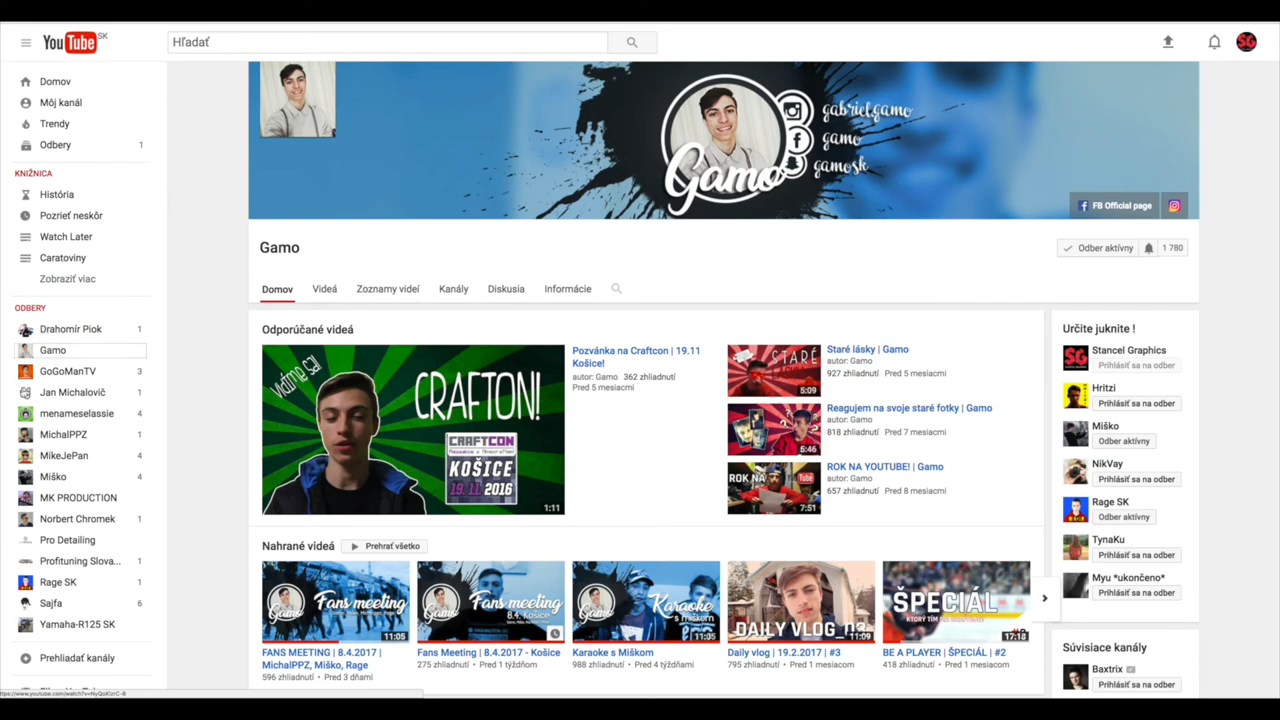 YouTube SK
Hľadať
SG
Domov
Môj kanál
Trendy
Odbery 1
KNIŽNICA
História
Pozrieť neskôr
Watch Later
Caratoviny
Zobraziť viac
ODBERY
Drahomír Piok 1
Gamo
GoGoManTV 3
Jan Michalovič 1
menameselassie 4
MichalPPZ 1
MikeJePan 4
Miško 4
MK PRODUCTION
Norbert Chromek 1
Pro Detailing
Profituning Slova... 1
Rage SK 1
Sajfa 6
Yamaha-R125 SK
Prehliadať kanály
gabriel.gamo
gamo
gamosk
Gamo
FB Official page
Gamo
Odber aktívny 1 780
Domov Videá Zoznamy videí Kanály Diskusia Informácie
Odporúčané videá
Vidíme sa!
CRAFTON!
CRAFTCON
KOŠICE
19.11 2016
1:11
Pozvánka na Craftcon | 19.11
Košice!
autor: Gamo 362 zhliadnutí
Pred 5 mesiacmi
STARÉ
5:09
Staré lásky | Gamo
autor: Gamo
927 zhliadnutí Pred 5 mesiacmi
5:46
Reagujem na svoje staré fotky | Gamo
autor: Gamo
818 zhliadnutí Pred 7 mesiacmi
ROK NA
7:51
ROK NA YOUTUBE! | Gamo
autor: Gamo
657 zhliadnutí Pred 8 mesiacmi
Nahrané videá Prehrať všetko
Gamo Fans meeting
11:05
FANS MEETING | 8.4.2017 |
MichalPPZ, Miško, Rage
596 zhliadnutí • Pred 3 dňami
Gamo Fans meeting
8.4. Košice
Fans Meeting | 8.4.2017 - Košice
275 zhliadnutí • Pred 1 týždňom
Gamo Karaoke
s miškom
11:05
Karaoke s Miškom
988 zhliadnutí • Pred 4 týždňami
DAILY VLOG
11:09
Daily vlog | 19.2.2017 | #3
795 zhliadnutí • Pred 1 mesiacom
ŠPECIÁL
17:18
BE A PLAYER | ŠPECIÁL | #2
418 zhliadnutí • Pred 1 mesiacom
Určite juknite !
Stancel Graphics
Prihlásiť sa na odber
Hritzi
Prihlásiť sa na odber
Miško
Odber aktívny
NikVay
Prihlásiť sa na odber
Rage SK
Odber aktívny
TynaKu
Prihlásiť sa na odber
Myu *ukončeno*
Prihlásiť sa na odber
Súvisiace kanály
Baxtrix
Prihlásiť sa na odber